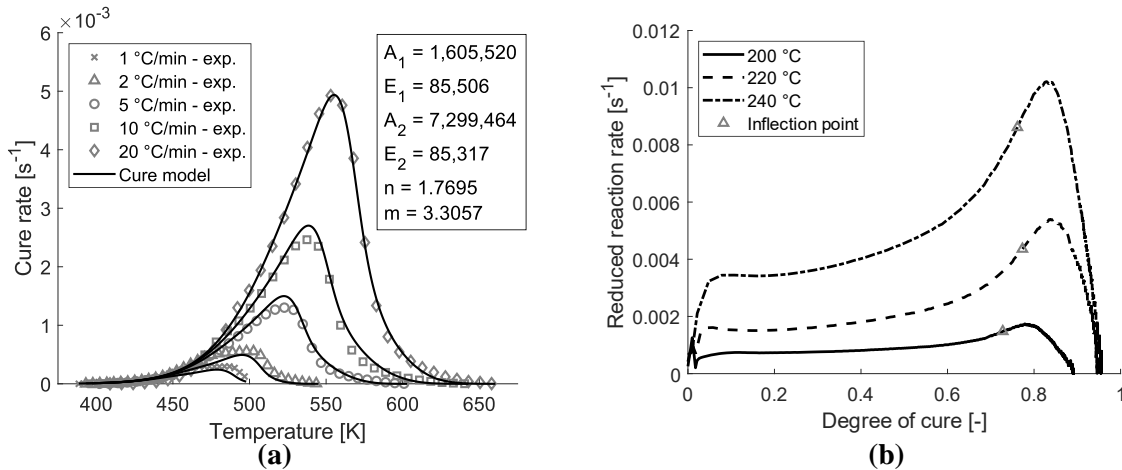 ×10⁻³
6
5
4
3
2
1
0
Cure rate [s⁻¹]
1 °C/min - exp.
2 °C/min - exp.
5 °C/min - exp.
10 °C/min - exp.
20 °C/min - exp.
Cure model
A₁ = 1,605,520
E₁ = 85,506
A₂ = 7,299,464
E₂ = 85,317
n = 1.7695
m = 3.3057
400 450 500 550 600 650
Temperature [K]
(a)
0.012
0.01
0.008
0.006
0.004
0.002
0
Reduced reaction rate [s⁻¹]
200 °C
220 °C
240 °C
Inflection point
0 0.2 0.4 0.6 0.8 1
Degree of cure [-]
(b)